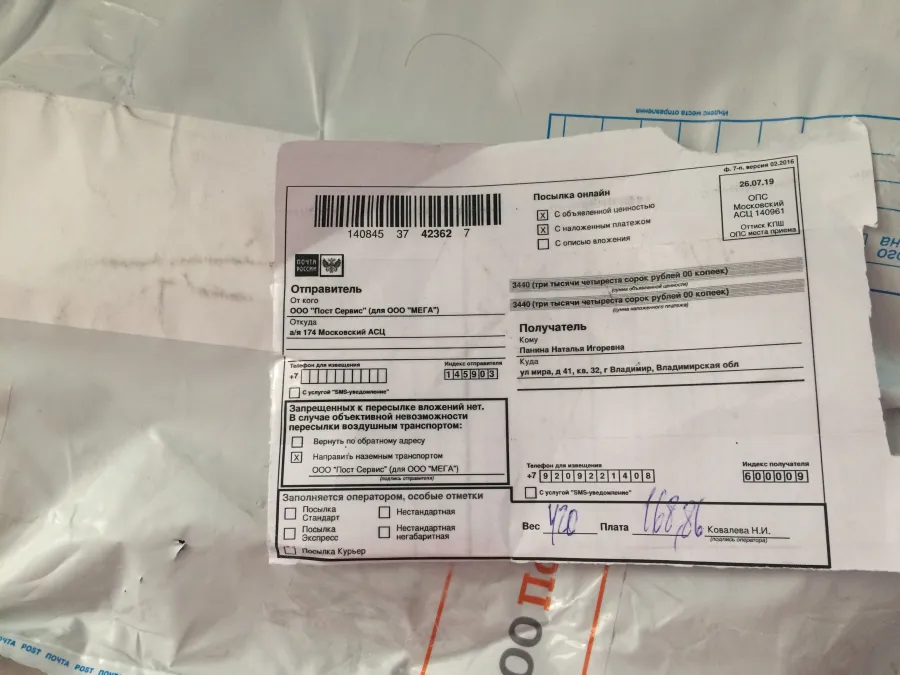 Индекс места отправления
ф. 7-п. версия 02.2016
26.07.19
ОПС
Московский
АСЦ 140961
Оттиск КПШ
ОПС места приема
140845 37 42362 7
Посылка онлайн
X С объявленной ценностью
X С наложенным платежом
С описью вложения
ПОЧТА
РОССИИ
3440 (три тысячи четыреста сорок рублей 00 копеек)
(сумма объявленной ценности)
3440 (три тысячи четыреста сорок рублей 00 копеек)
(сумма наложенного платежа)
Отправитель
От кого
ООО "Пост Сервис" (для ООО "МЕГА")
Откуда
а/я 174 Московский АСЦ
Телефон для извещения
Индекс отправителя
+7
145903
С услугой "SMS-уведомление"
Получатель
Кому
Панина Наталья Игоревна
Куда
ул мира, д 41, кв. 32, г Владимир, Владимирская обл
Запрещенных к пересылке вложений нет.
В случае объективной невозможности
пересылки воздушным транспортом:
Вернуть по обратному адресу
X Направить наземным транспортом
ООО "Пост Сервис" (для ООО "МЕГА")
(подпись отправителя)
Телефон для извещения
Индекс получателя
+7 9209221408
600009
С услугой "SMS-уведомление"
Заполняется оператором, особые отметки
Посылка
Стандарт
Нестандартная
Посылка
Экспресс
Нестандартная
негабаритная
Посылка Курьер
Вес Плата 168,86 Ковалева Н.И.
(подпись оператора)
ПОЧТА POST ПОЧТА POST ПОЧТА